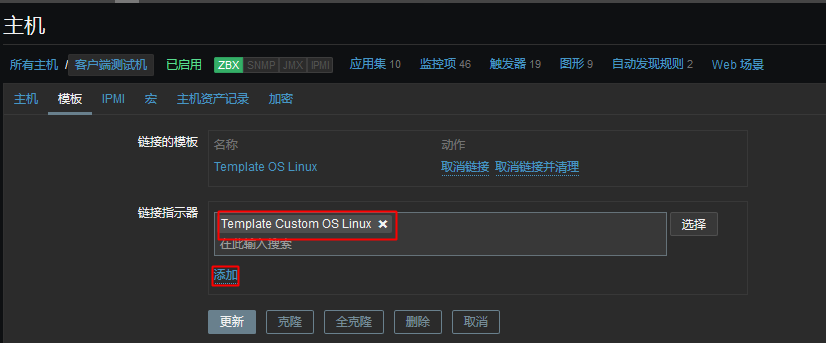 主机
所有主机 / 客户端测试机 已启用 ZBX SNMP JMX IPMI 应用集 10 监控项 46 触发器 19 图形 9 自动发现规则 2 Web 场景
主机 模板 IPMI 宏 主机资产记录 加密
链接的模板 名称 动作
Template OS Linux 取消链接 取消链接并清理
链接指示器 Template Custom OS Linux 选择
在此输入搜索
添加
更新 克隆 全克隆 删除 取消